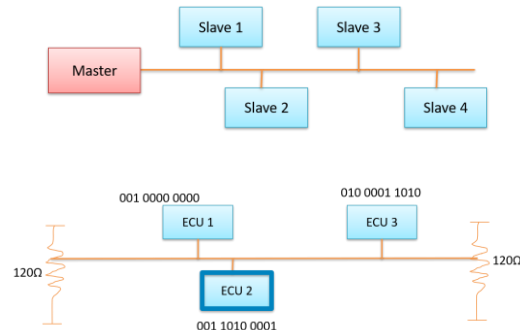 Slave 1
Slave 3
Master
Slave 2
Slave 4
001 0000 0000
010 0001 1010
ECU 1
ECU 3
120Ω
120Ω
ECU 2
001 1010 0001